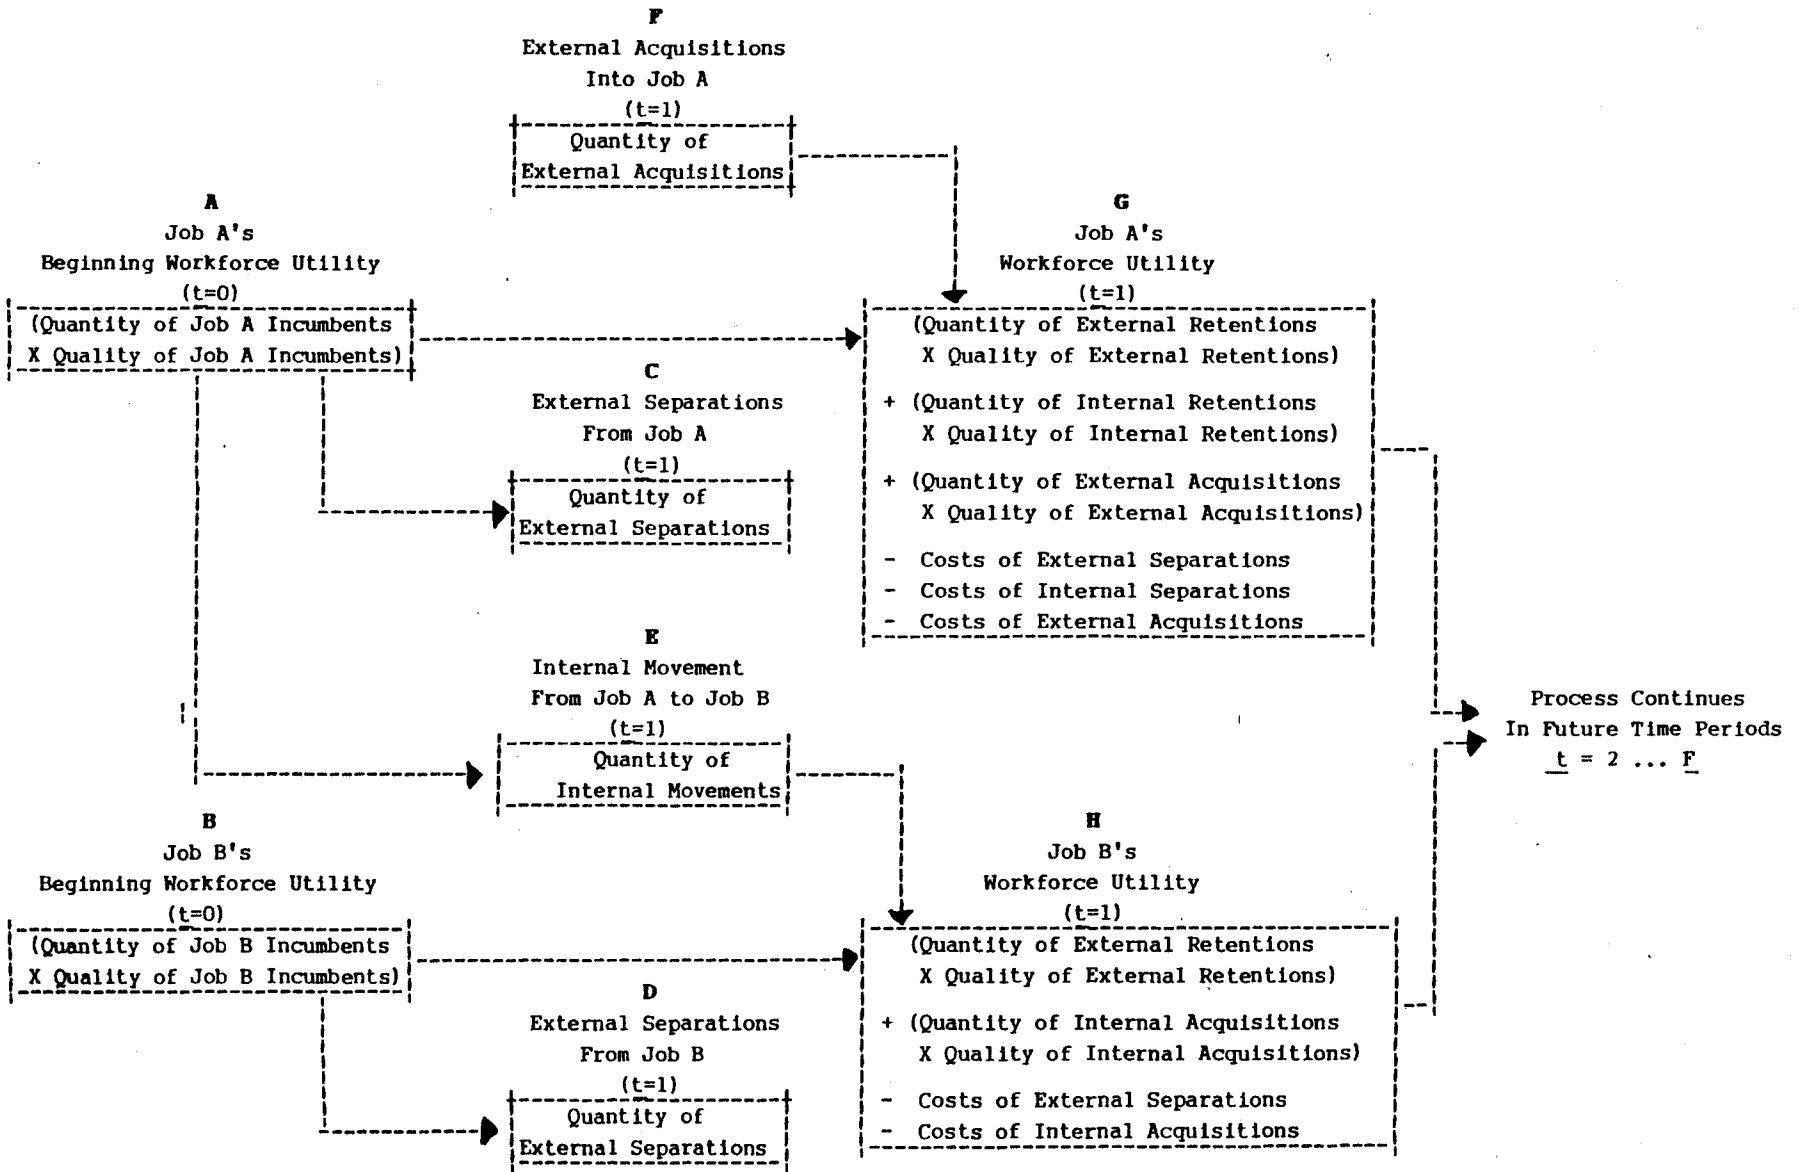 F
External Acquisitions
Into Job A
(t=1)
Quantity of
External Acquisitions
A
Job A's
Beginning Workforce Utility
(t=0)
(Quantity of Job A Incumbents
X Quality of Job A Incumbents)
C
External Separations
From Job A
(t=1)
Quantity of
External Separations
G
Job A's
Workforce Utility
(t=1)
(Quantity of External Retentions
X Quality of External Retentions)
+ (Quantity of Internal Retentions
X Quality of Internal Retentions)
+ (Quantity of External Acquisitions
X Quality of External Acquisitions)
- Costs of External Separations
- Costs of Internal Separations
- Costs of External Acquisitions
E
Internal Movement
From Job A to Job B
(t=1)
Quantity of
Internal Movements
Process Continues
In Future Time Periods
t = 2 ... F
B
Job B's
Beginning Workforce Utility
(t=0)
(Quantity of Job B Incumbents
X Quality of Job B Incumbents)
D
External Separations
From Job B
(t=1)
Quantity of
External Separations
H
Job B's
Workforce Utility
(t=1)
(Quantity of External Retentions
X Quality of External Retentions)
+ (Quantity of Internal Acquisitions
X Quality of Internal Acquisitions)
- Costs of External Separations
- Costs of Internal Acquisitions